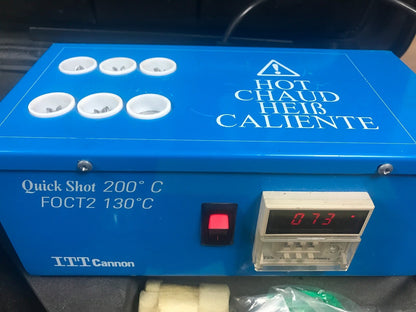 HOT
CHAUD
HEIß
CALIENTE
Quick Shot 200° C
FOCT2 130°C
073
ITT Cannon